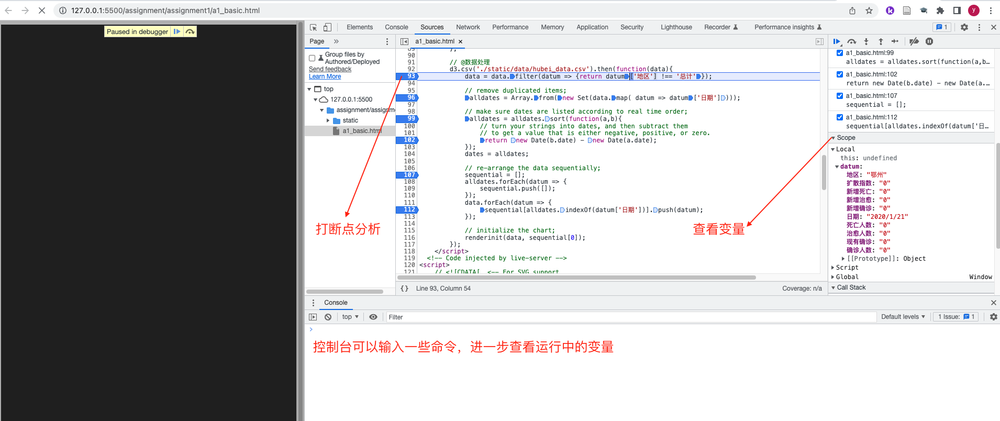 127.0.0.1:5500/assignment/assignment1/a1_basic.html
Paused in debugger
Elements Console Sources Network Performance Memory Application Security Lighthouse Recorder Performance insights
1
Page
Group files by
Authored/Deployed
Send feedback
Learn More
top
127.0.0.1:5500
assignment/assignme
static
a1_basic.html
a1_basic.html
90 };
91 // @数据处理
92 d3.csv('./static/data/hubei_data.csv').then(function(data){
93 data = data.filter(datum => {return datum['地区'] !== '总计'});
94
95 // remove duplicated items;
96 alldates = Array.from(new Set(data.map( datum => datum['日期'])));
97
98 // make sure dates are listed according to real time order;
99 alldates = alldates.sort(function(a,b){
100 // turn your strings into dates, and then subtract them
101 // to get a value that is either negative, positive, or zero.
102 return new Date(b.date) - new Date(a.date);
103 });
104 dates = alldates;
105
106 // re-arrange the data sequentially;
107 sequential = [];
108 alldates.forEach(datum => {
109 sequential.push([]);
110 });
111 data.forEach(datum => {
112 sequential[alldates.indexOf(datum['日期'])].push(datum);
113 });
114
115 // initialize the chart;
116 renderinit(data, sequential[0]);
117 });
118 </script>
119 <!-- Code injected by live-server -->
120 <script>
121 // <![CDATA[ <-- For SVG support
{} Line 93, Column 54 Coverage: n/a
a1_basic.html:99
alldates = alldates.sort(function(a,b…
a1_basic.html:102
return new Date(b.date) - new Date(a…
a1_basic.html:107
sequential = [];
a1_basic.html:112
sequential[alldates.indexOf(datum['日…
Scope
Local
this: undefined
datum:
地区: "鄂州"
扩散指数: "0"
新增死亡: "0"
新增治愈: "0"
新增确诊: "0"
日期: "2020/1/21"
死亡人数: "0"
治愈人数: "0"
现有确诊: "0"
确诊人数: "0"
[[Prototype]]: Object
Script
Global Window
Call Stack
打断点分析
查看变量
Console
top Filter Default levels 1 Issue: 1
控制台可以输入一些命令，进一步查看运行中的变量